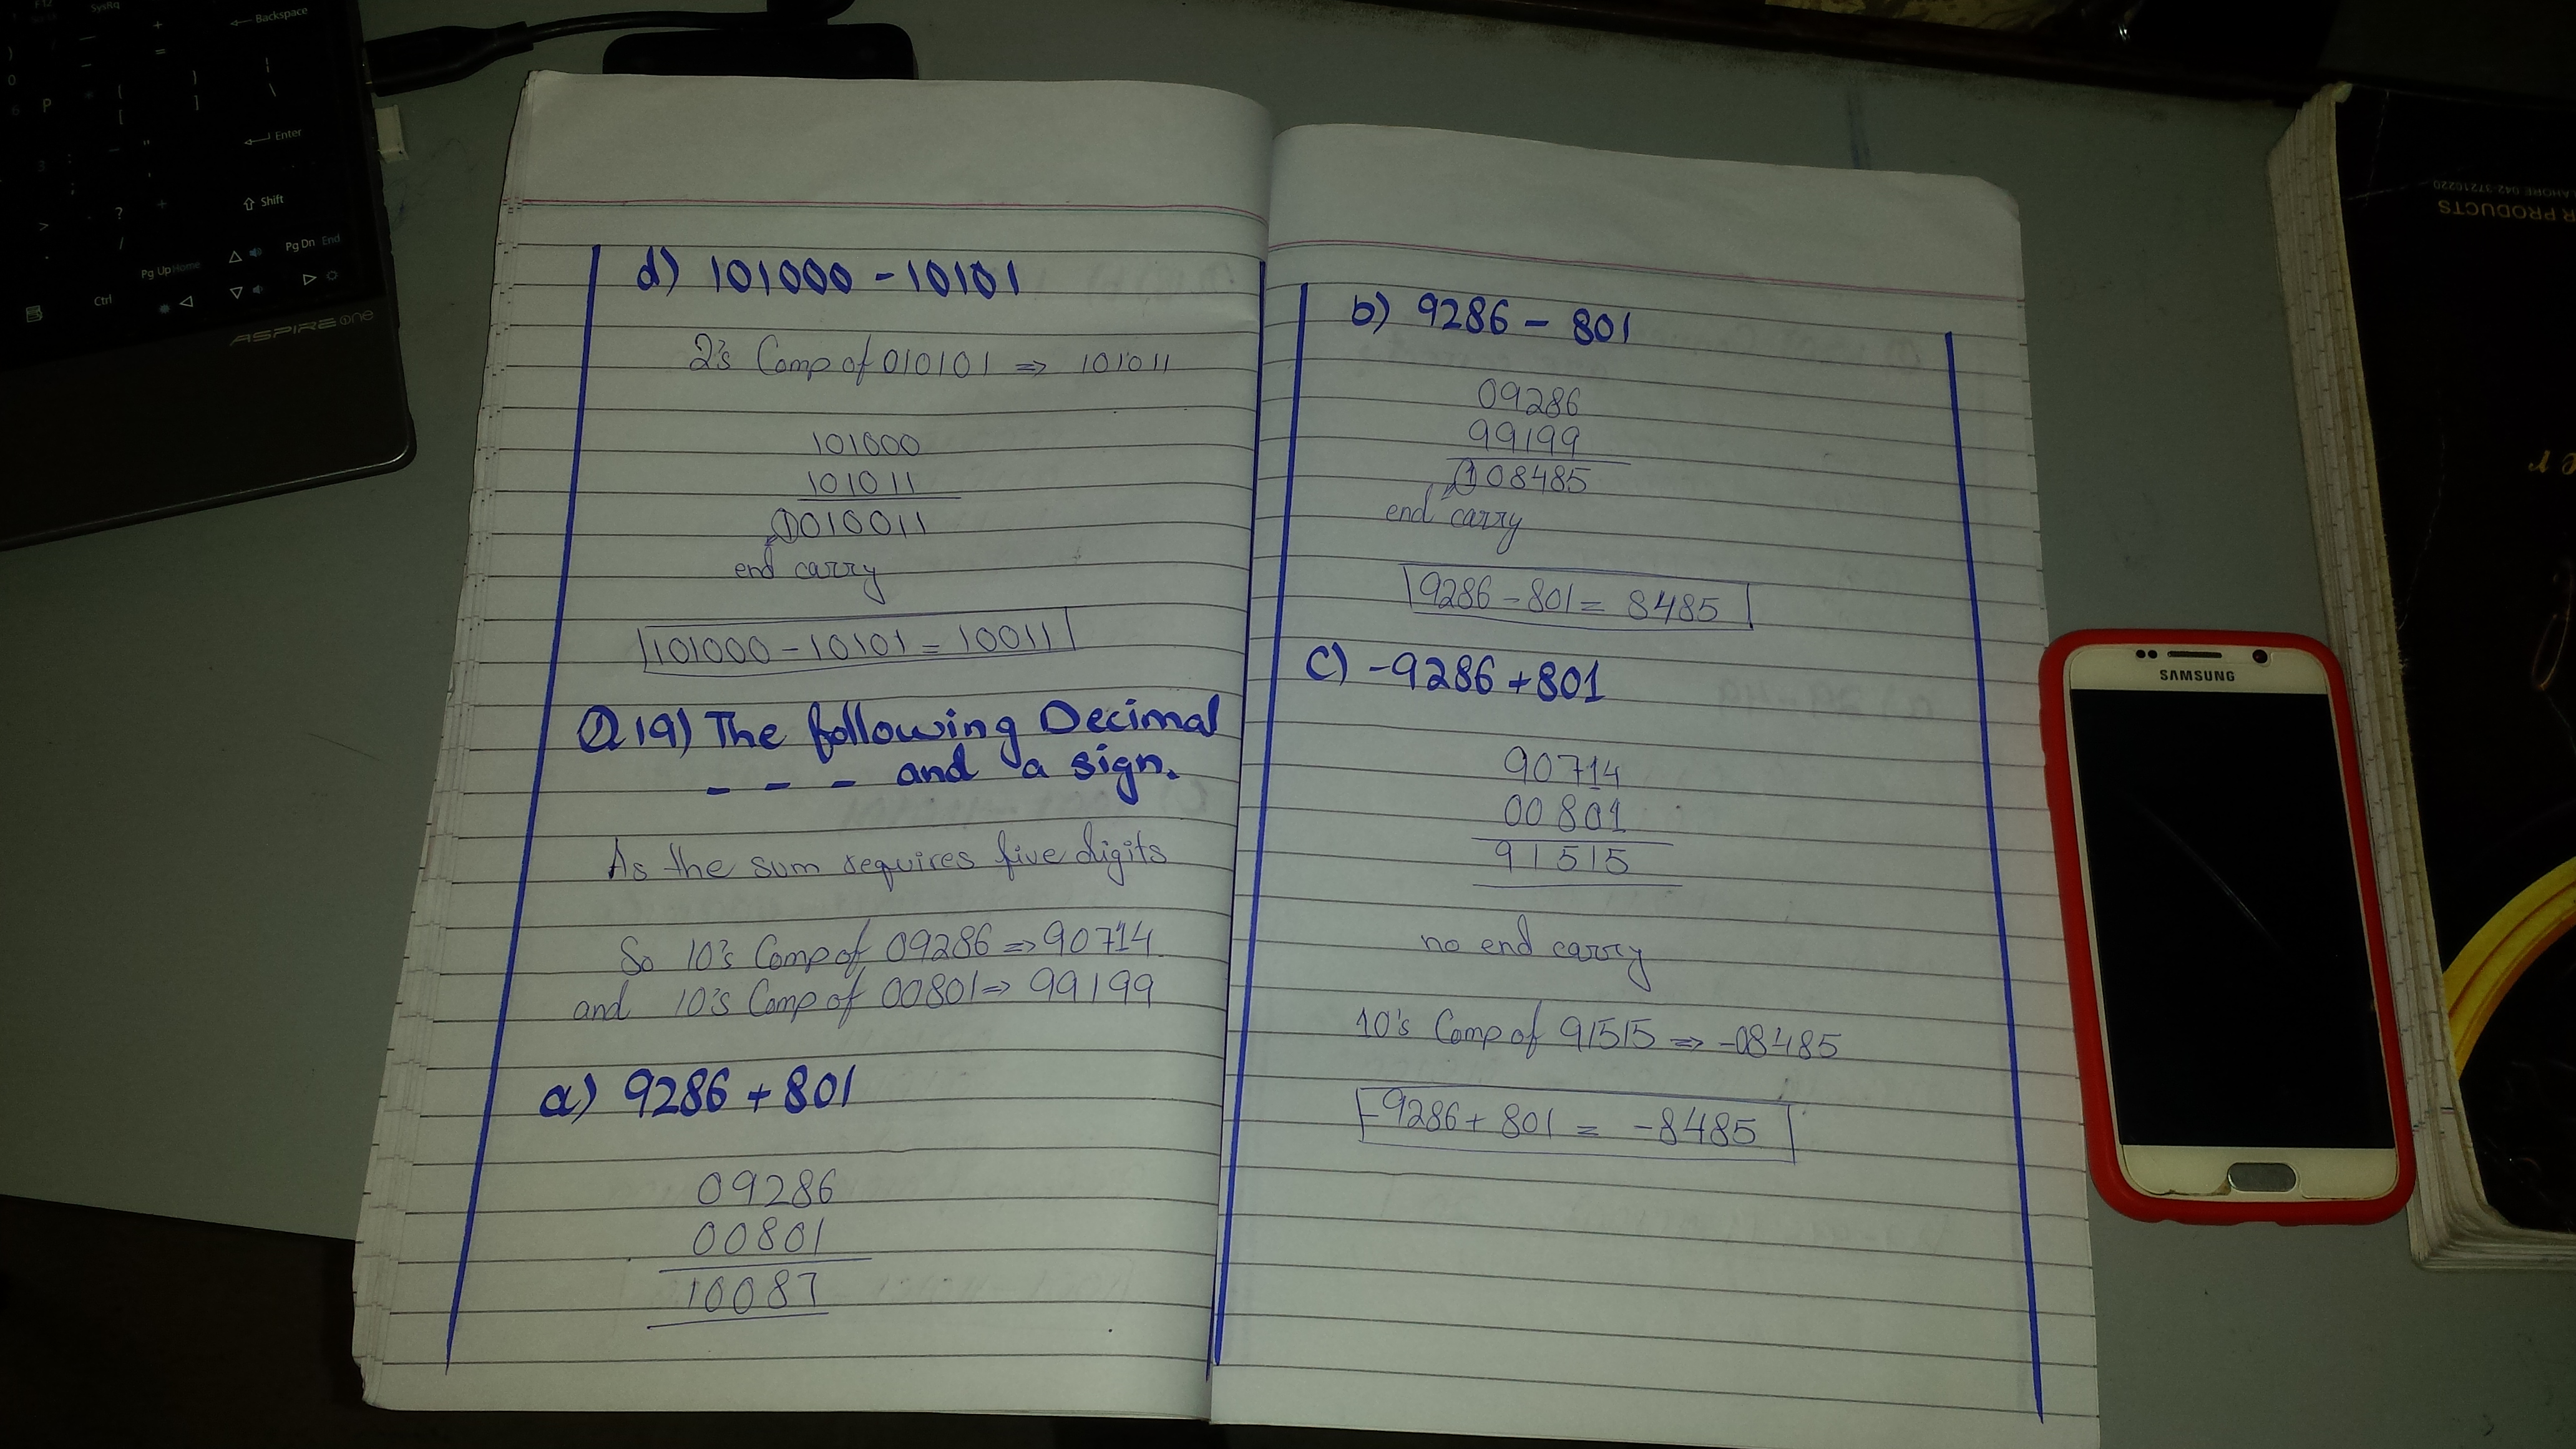 d) 101000 - 10101
2's Comp of 010101 => 101011
101000
101011
1010011
end carry
101000 - 10101 = 10011
Q19) The following Decimal
- - - and a sign.
As the sum requires five digits
So 10's Comp of 09286 => 90714
and 10's Comp of 00801 => 99199
a) 9286 + 801
09286
00801
10087
b) 9286 - 801
09286
99199
108485
end carry
9286 - 801 = 8485
c) -9286 + 801
90714
00801
91515
no end carry
10's Comp of 91515 => -08485
-9286 + 801 = -8485
SAMSUNG
ASPIRE one
Backspace
Enter
Shift
Ctrl
Pg Up Home
Pg Dn End
R PRODUCTS
AHORE 042-37210220
er